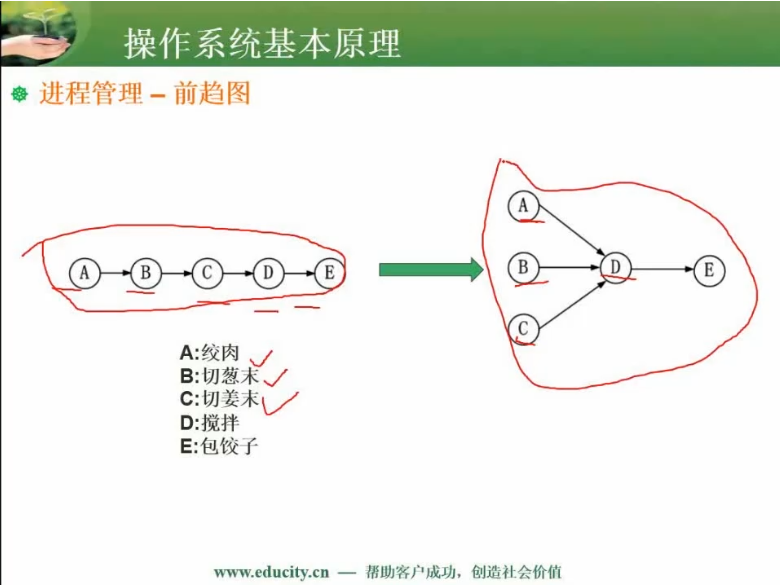 操作系统基本原理
进程管理 – 前趋图
A
B
C
D
E
A
B
C
D
E
A:绞肉
B:切葱末
C:切姜末
D:搅拌
E:包饺子
www.educity.cn — 帮助客户成功，创造社会价值